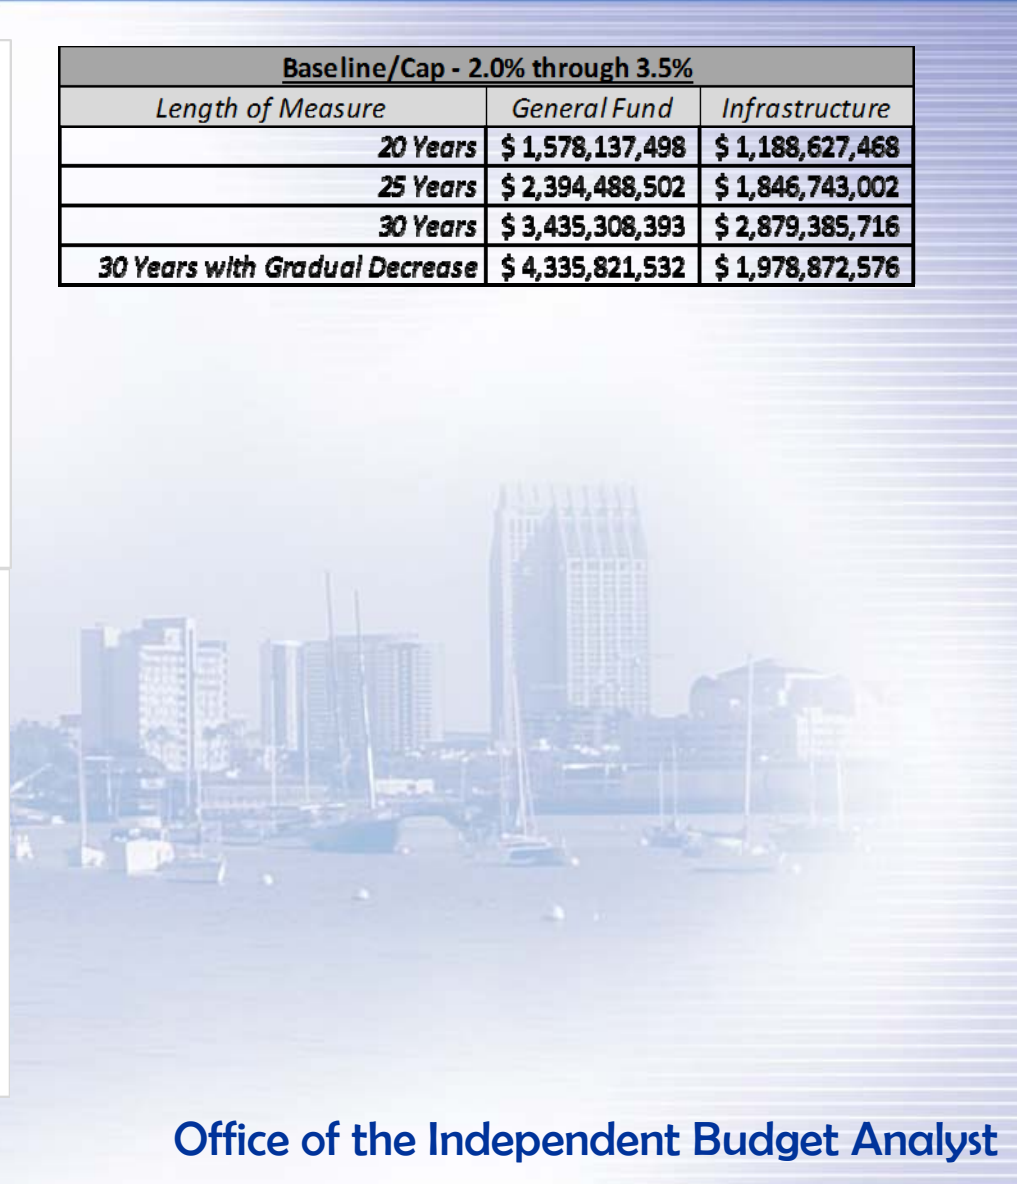 Baseline/Cap - 2.0% through 3.5%
Length of Measure General Fund Infrastructure
20 Years $ 1,578,137,498 $ 1,188,627,468
25 Years $ 2,394,488,502 $ 1,846,743,002
30 Years $ 3,435,308,393 $ 2,879,385,716
30 Years with Gradual Decrease $ 4,335,821,532 $ 1,978,872,576
Office of the Independent Budget Analyst